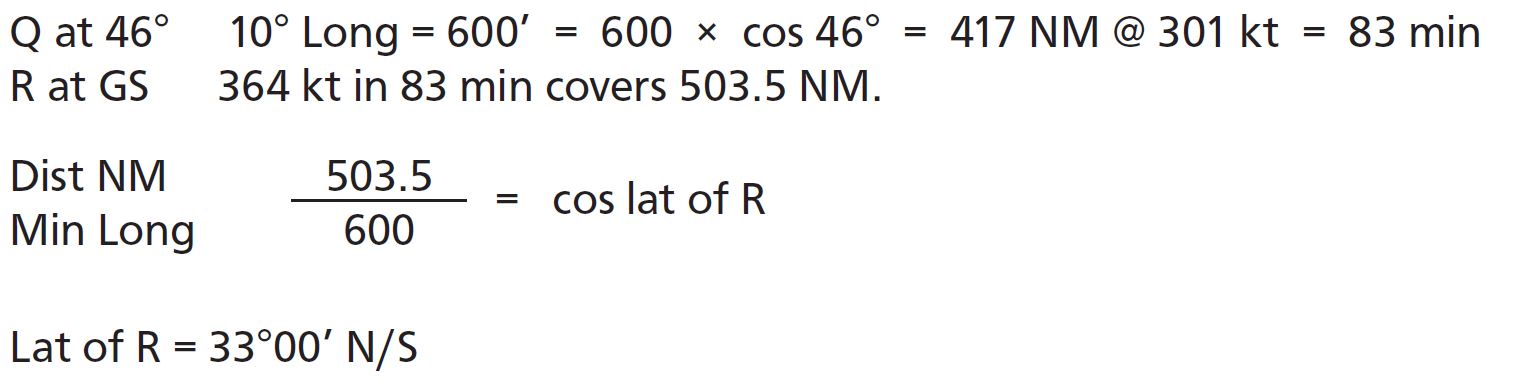 Q at 46° 10° Long = 600′ = 600 × cos 46° = 417 NM @ 301 kt = 83 min
R at GS 364 kt in 83 min covers 503.5 NM.
Dist NM 503.5
= cos lat of R
Min Long 600
Lat of R = 33°00′ N/S